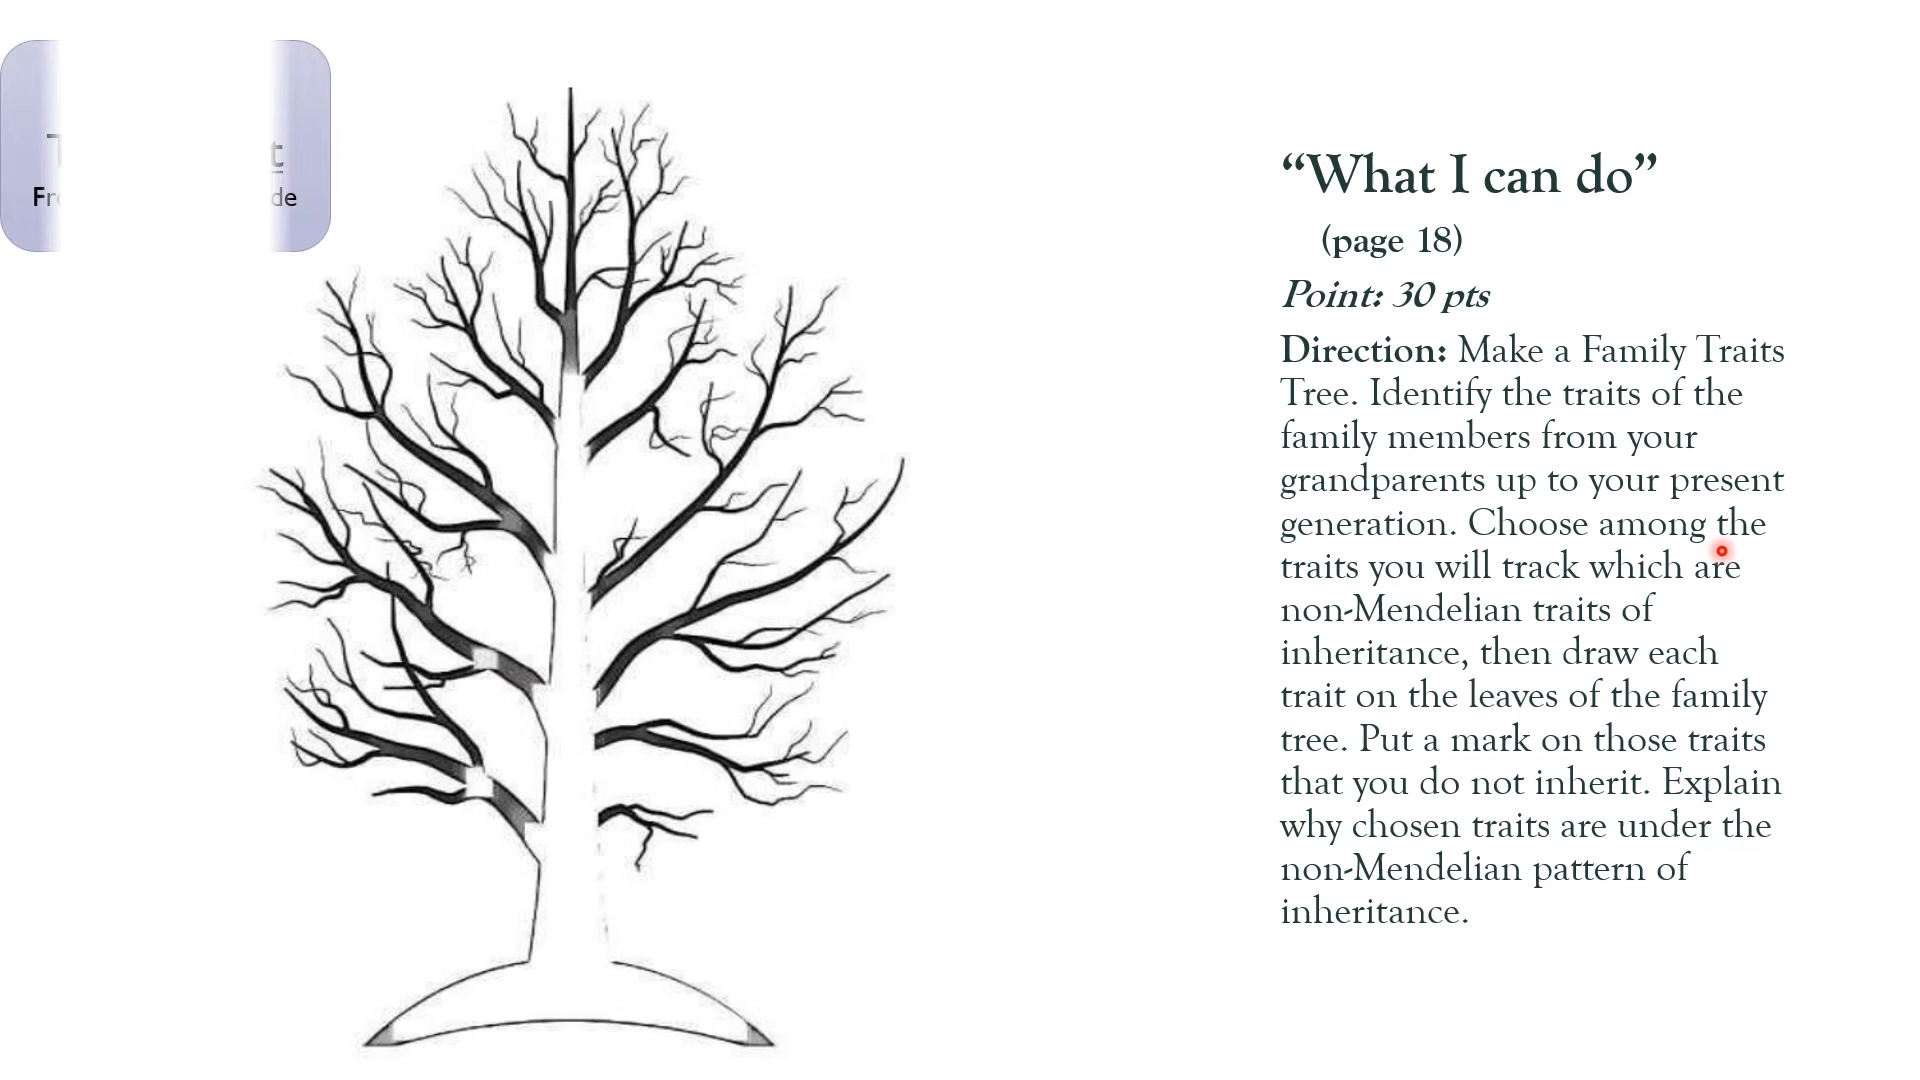 “What I can do”
(page 18)
Point: 30 pts
Direction: Make a Family Traits
Tree. Identify the traits of the
family members from your
grandparents up to your present
generation. Choose among the
traits you will track which are
non-Mendelian traits of
inheritance, then draw each
trait on the leaves of the family
tree. Put a mark on those traits
that you do not inherit. Explain
why chosen traits are under the
non-Mendelian pattern of
inheritance.